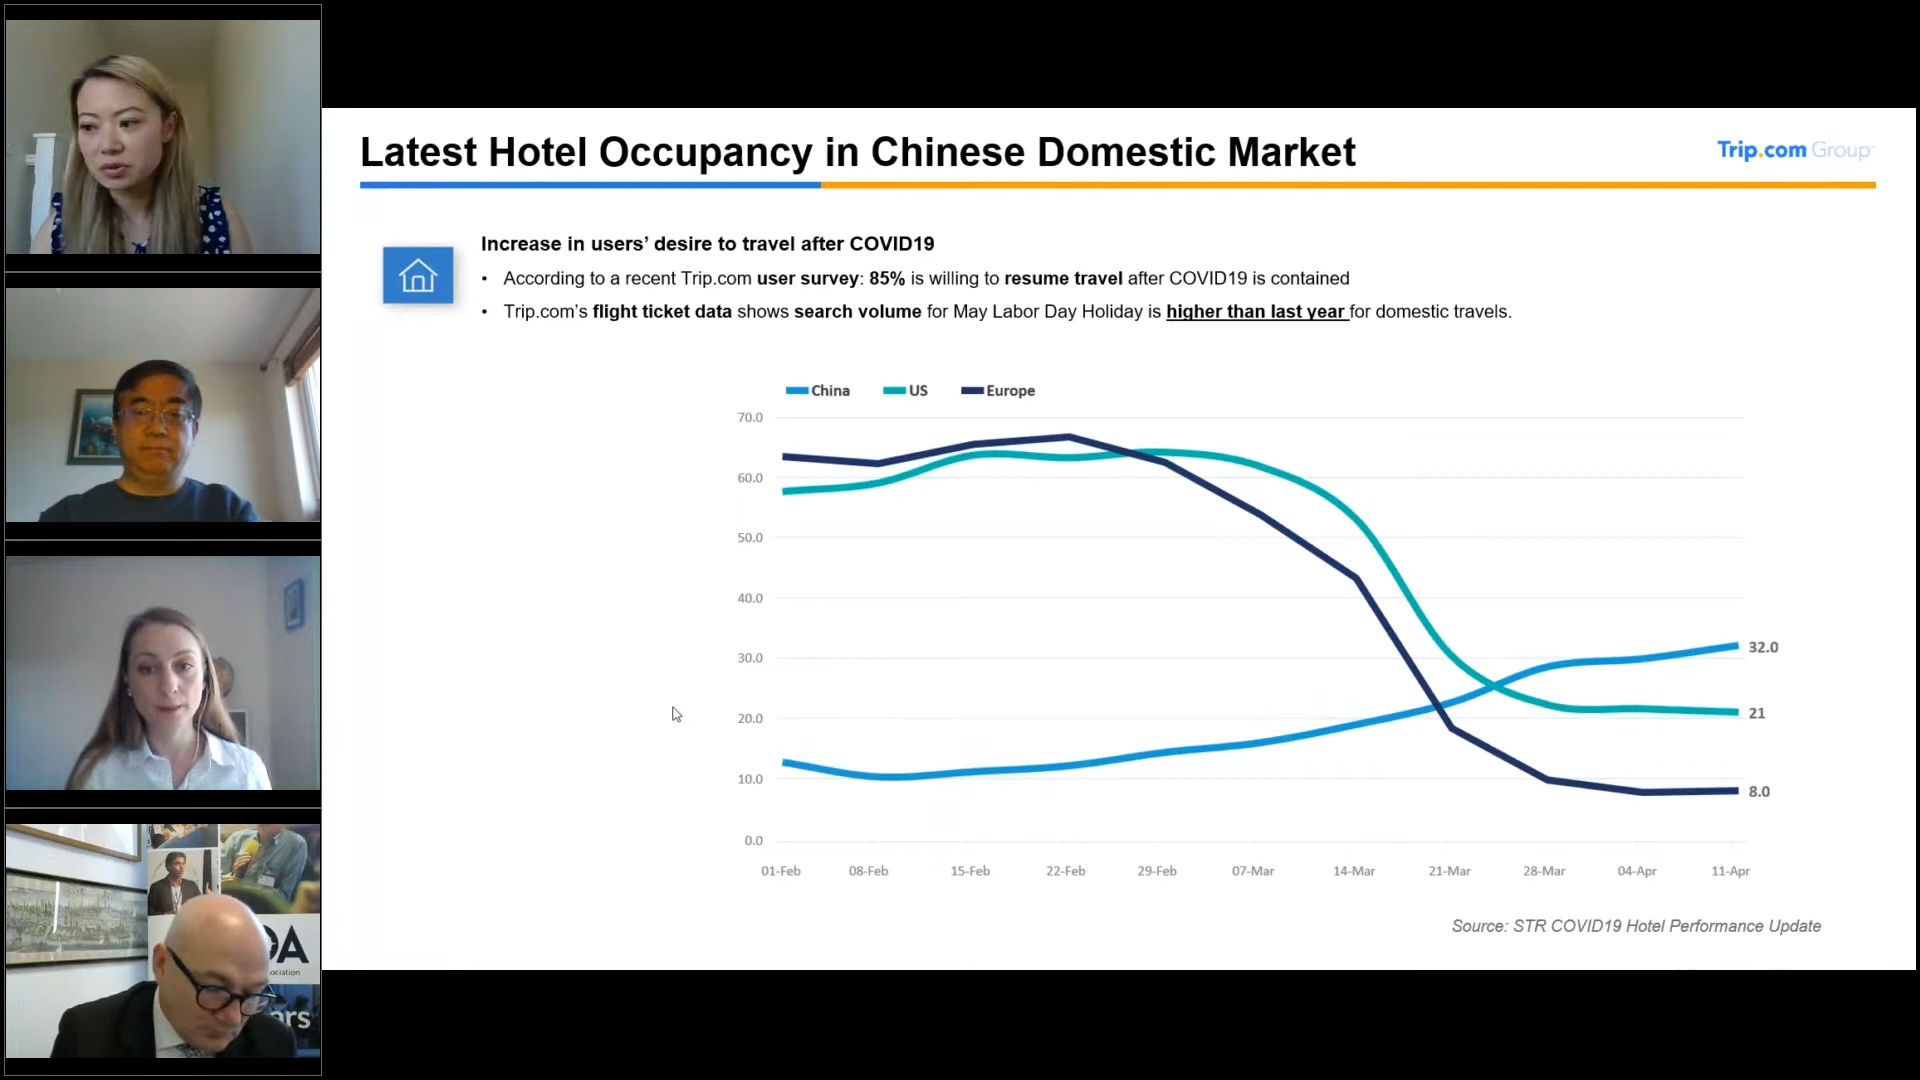 Latest Hotel Occupancy in Chinese Domestic Market
Trip.com Group
Increase in users’ desire to travel after COVID19
• According to a recent Trip.com user survey: 85% is willing to resume travel after COVID19 is contained
• Trip.com’s flight ticket data shows search volume for May Labor Day Holiday is higher than last year for domestic travels.
China US Europe
70.0
60.0
50.0
40.0
30.0
20.0
10.0
0.0
32.0
21
8.0
01-Feb 08-Feb 15-Feb 22-Feb 29-Feb 07-Mar 14-Mar 21-Mar 28-Mar 04-Apr 11-Apr
Source: STR COVID19 Hotel Performance Update